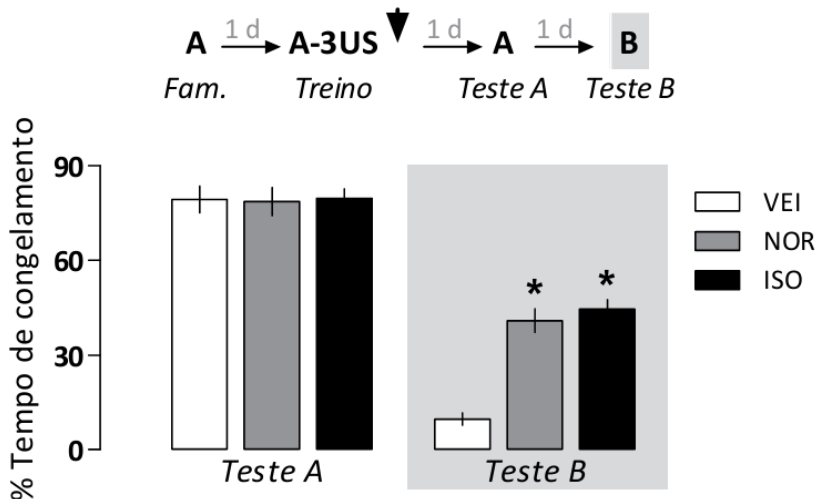 A 1 d A-3US 1 d A 1 d B
Fam. Treino Teste A Teste B
% Tempo de congelamento
90
60
30
0
* *
Teste A Teste B
VEI
NOR
ISO